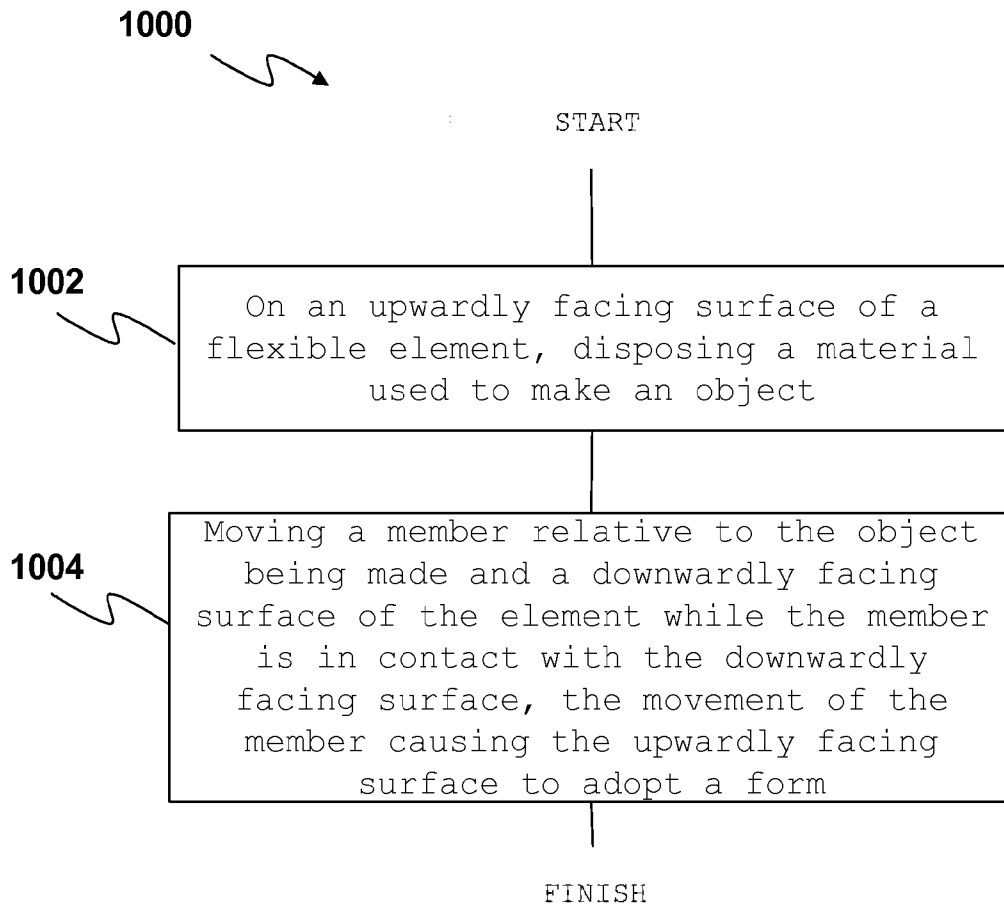 1000
START
1002
On an upwardly facing surface of a
flexible element, disposing a material
used to make an object
1004
Moving a member relative to the object
being made and a downwardly facing
surface of the element while the member
is in contact with the downwardly
facing surface, the movement of the
member causing the upwardly facing
surface to adopt a form
FINISH